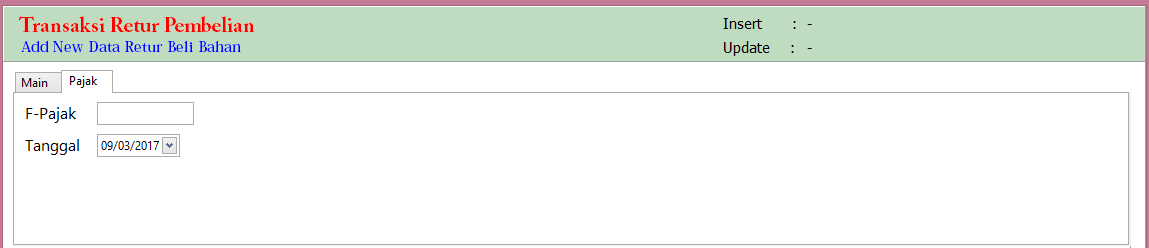 Transaksi Retur Pembelian
Insert : -
Add New Data Retur Beli Bahan
Update : -
Main Pajak
F-Pajak
Tanggal 09/03/2017